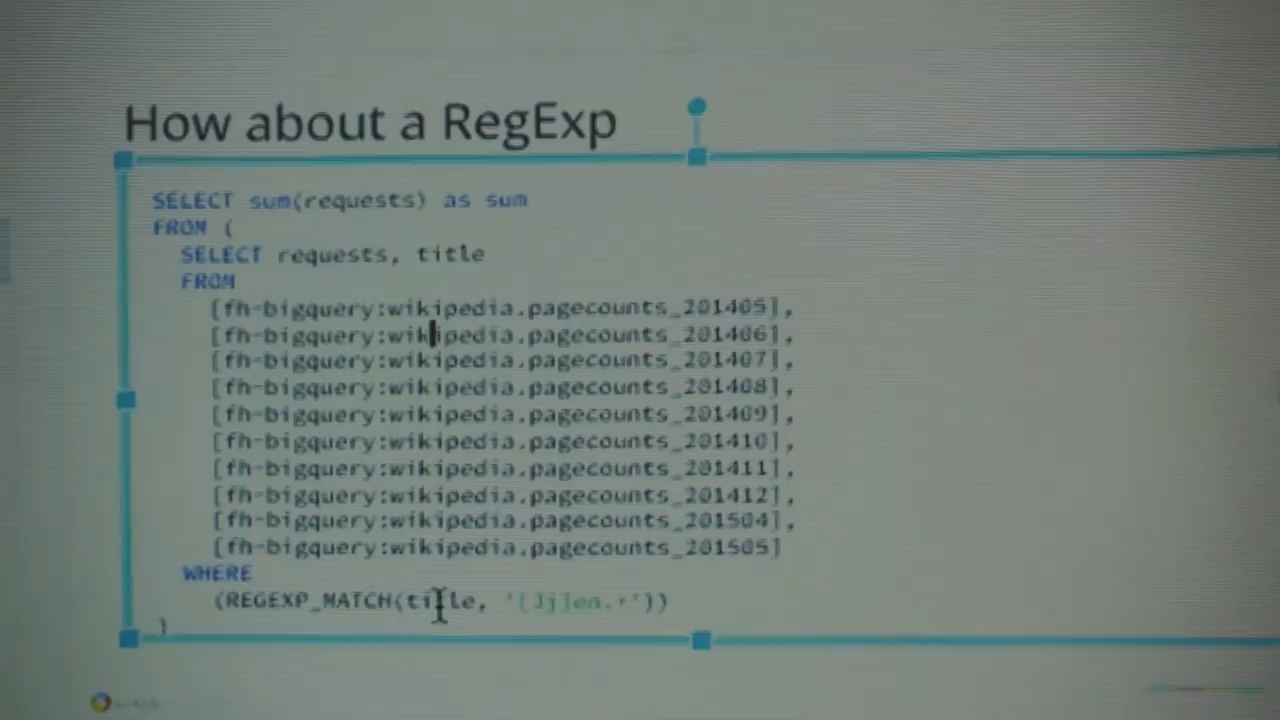 How about a RegExp
SELECT sum(requests) as sum
FROM (
SELECT requests, title
FROM
[fh-bigquery:wikipedia.pagecounts_201405],
[fh-bigquery:wikipedia.pagecounts_201406],
[fh-bigquery:wikipedia.pagecounts_201407],
[fh-bigquery:wikipedia.pagecounts_201408],
[fh-bigquery:wikipedia.pagecounts_201409],
[fh-bigquery:wikipedia.pagecounts_201410],
[fh-bigquery:wikipedia.pagecounts_201411],
[fh-bigquery:wikipedia.pagecounts_201412],
[fh-bigquery:wikipedia.pagecounts_201504],
[fh-bigquery:wikipedia.pagecounts_201505]
WHERE
(REGEXP_MATCH(title, '[Jj]en.+'))
)